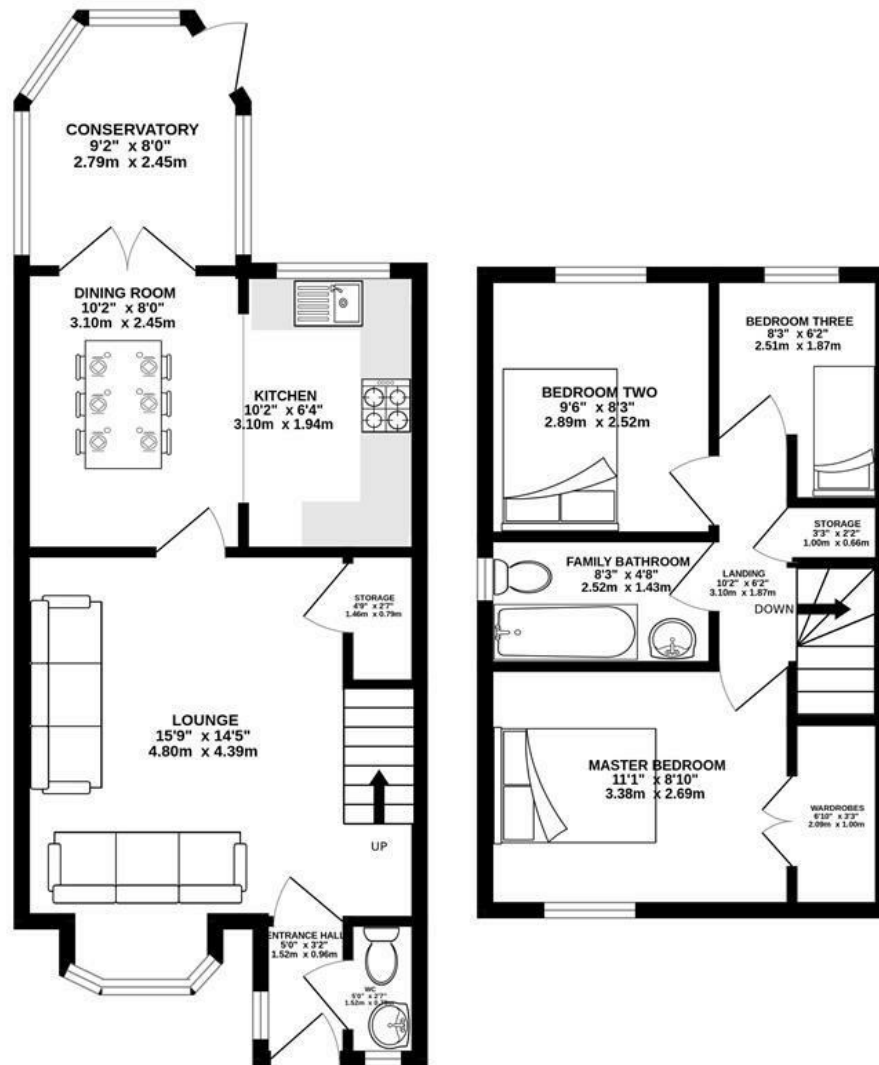 CONSERVATORY
9'2" x 8'0"
2.79m x 2.45m
DINING ROOM
10'2" x 8'0"
3.10m x 2.45m
KITCHEN
10'2" x 6'4"
3.10m x 1.94m
STORAGE
4'9" x 2'7"
1.46m x 0.79m
LOUNGE
15'9" x 14'5"
4.80m x 4.39m
UP
ENTRANCE HALL
5'0" x 3'2"
1.52m x 0.96m
WC
5'0" x 2'7"
1.52m x
BEDROOM THREE
8'3" x 6'2"
2.51m x 1.87m
BEDROOM TWO
9'6" x 8'3"
2.89m x 2.52m
STORAGE
3'3" x 2'2"
1.00m x 0.66m
FAMILY BATHROOM
8'3" x 4'8"
2.52m x 1.43m
LANDING
10'2" x 6'2"
3.10m x 1.87m
DOWN
MASTER BEDROOM
11'1" x 8'10"
3.38m x 2.69m
WARDROBES
6'10" x 3'3"
2.09m x 1.00m